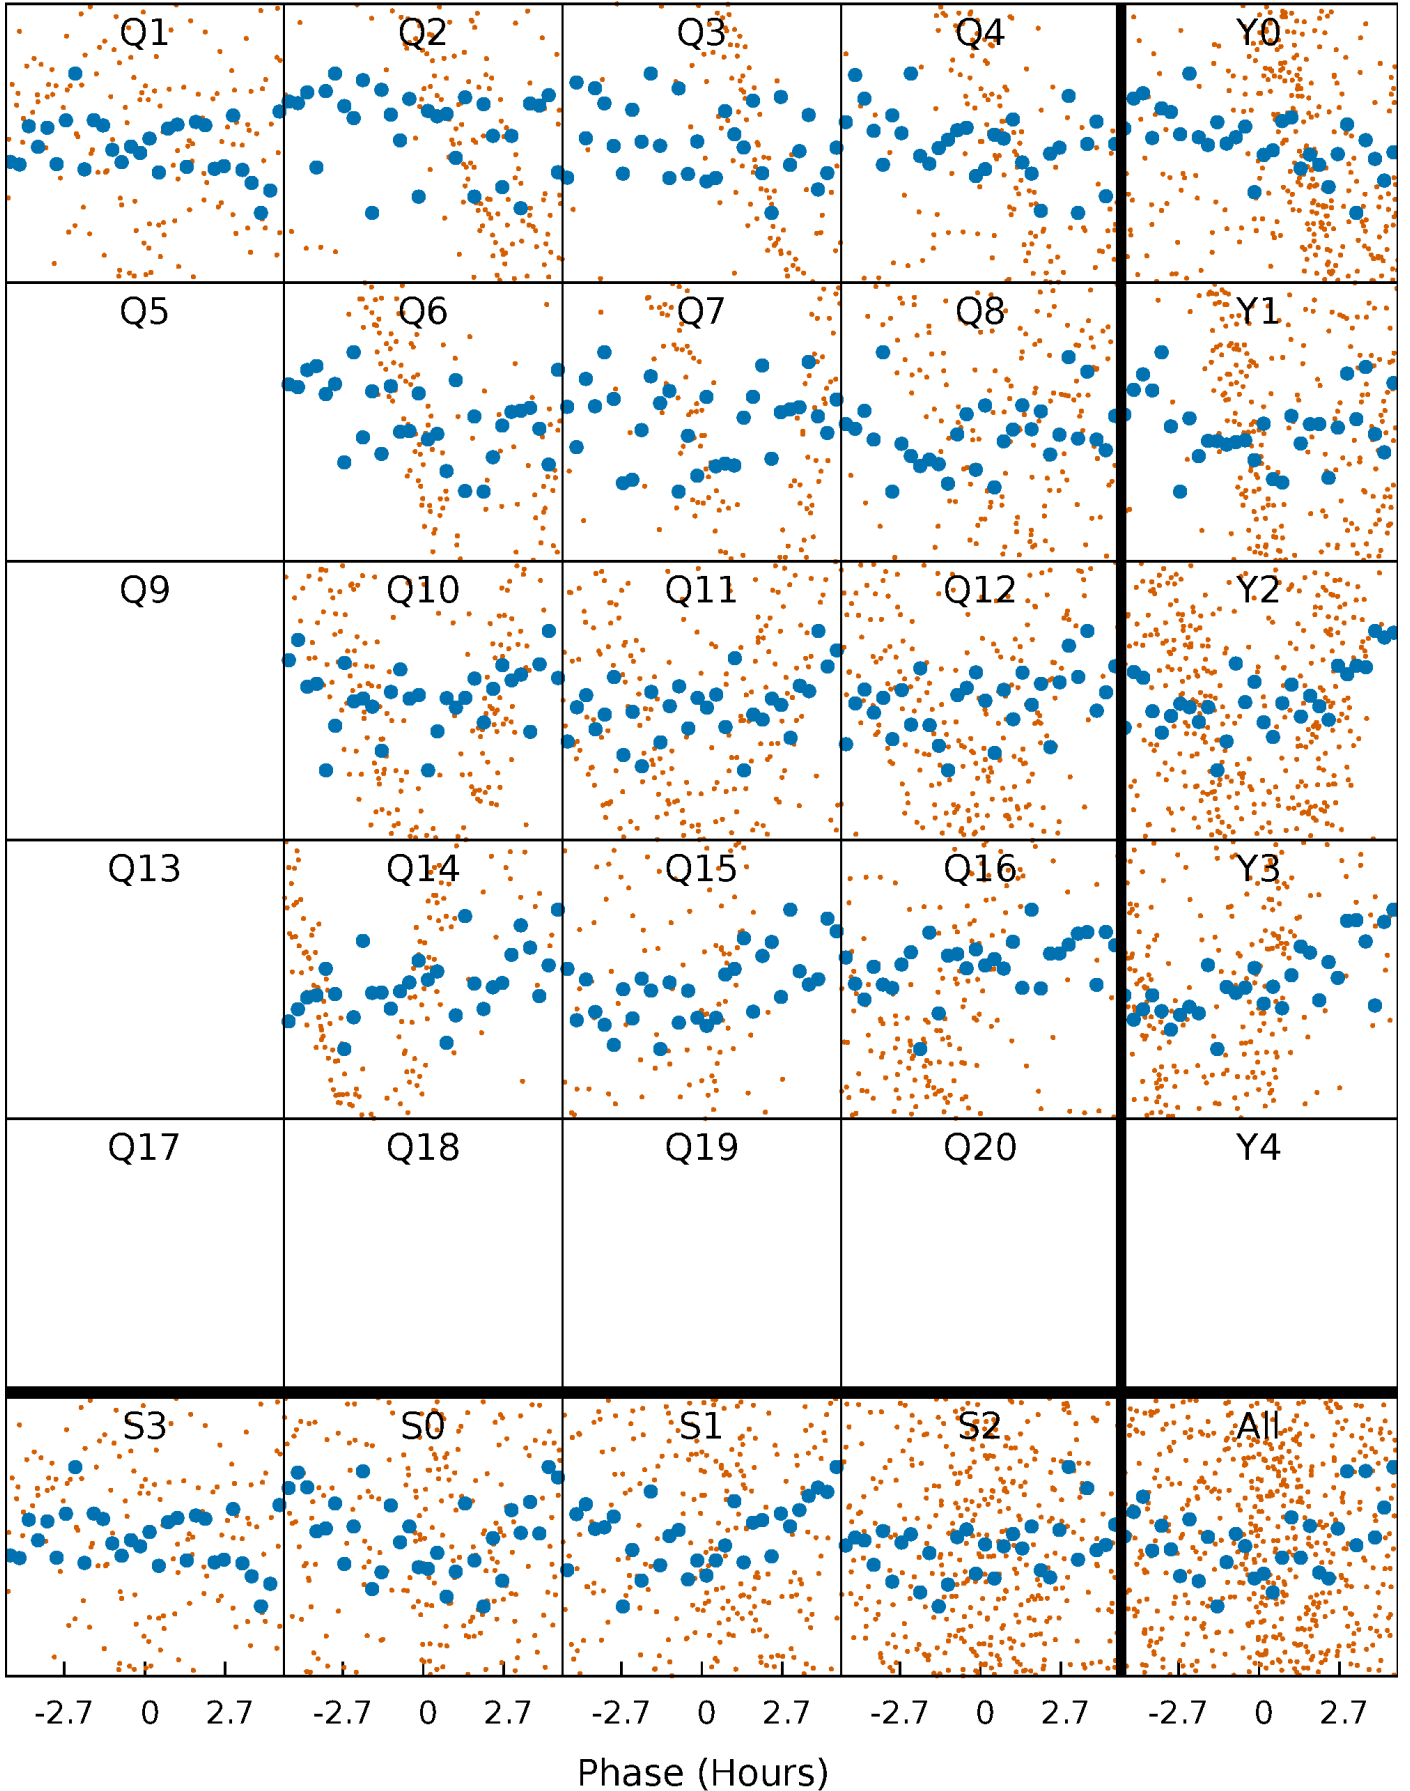 Q1 Q2 Q3 Q4 Y0
Q5 Q6 Q7 Q8 Y1
Q9 Q10 Q11 Q12 Y2
Q13 Q14 Q15 Q16 Y3
Q17 Q18 Q19 Q20 Y4
S3 S0 S1 S2 All
-2.7 0 2.7 -2.7 0 2.7 -2.7 0 2.7 -2.7 0 2.7 -2.7 0 2.7
Phase (Hours)